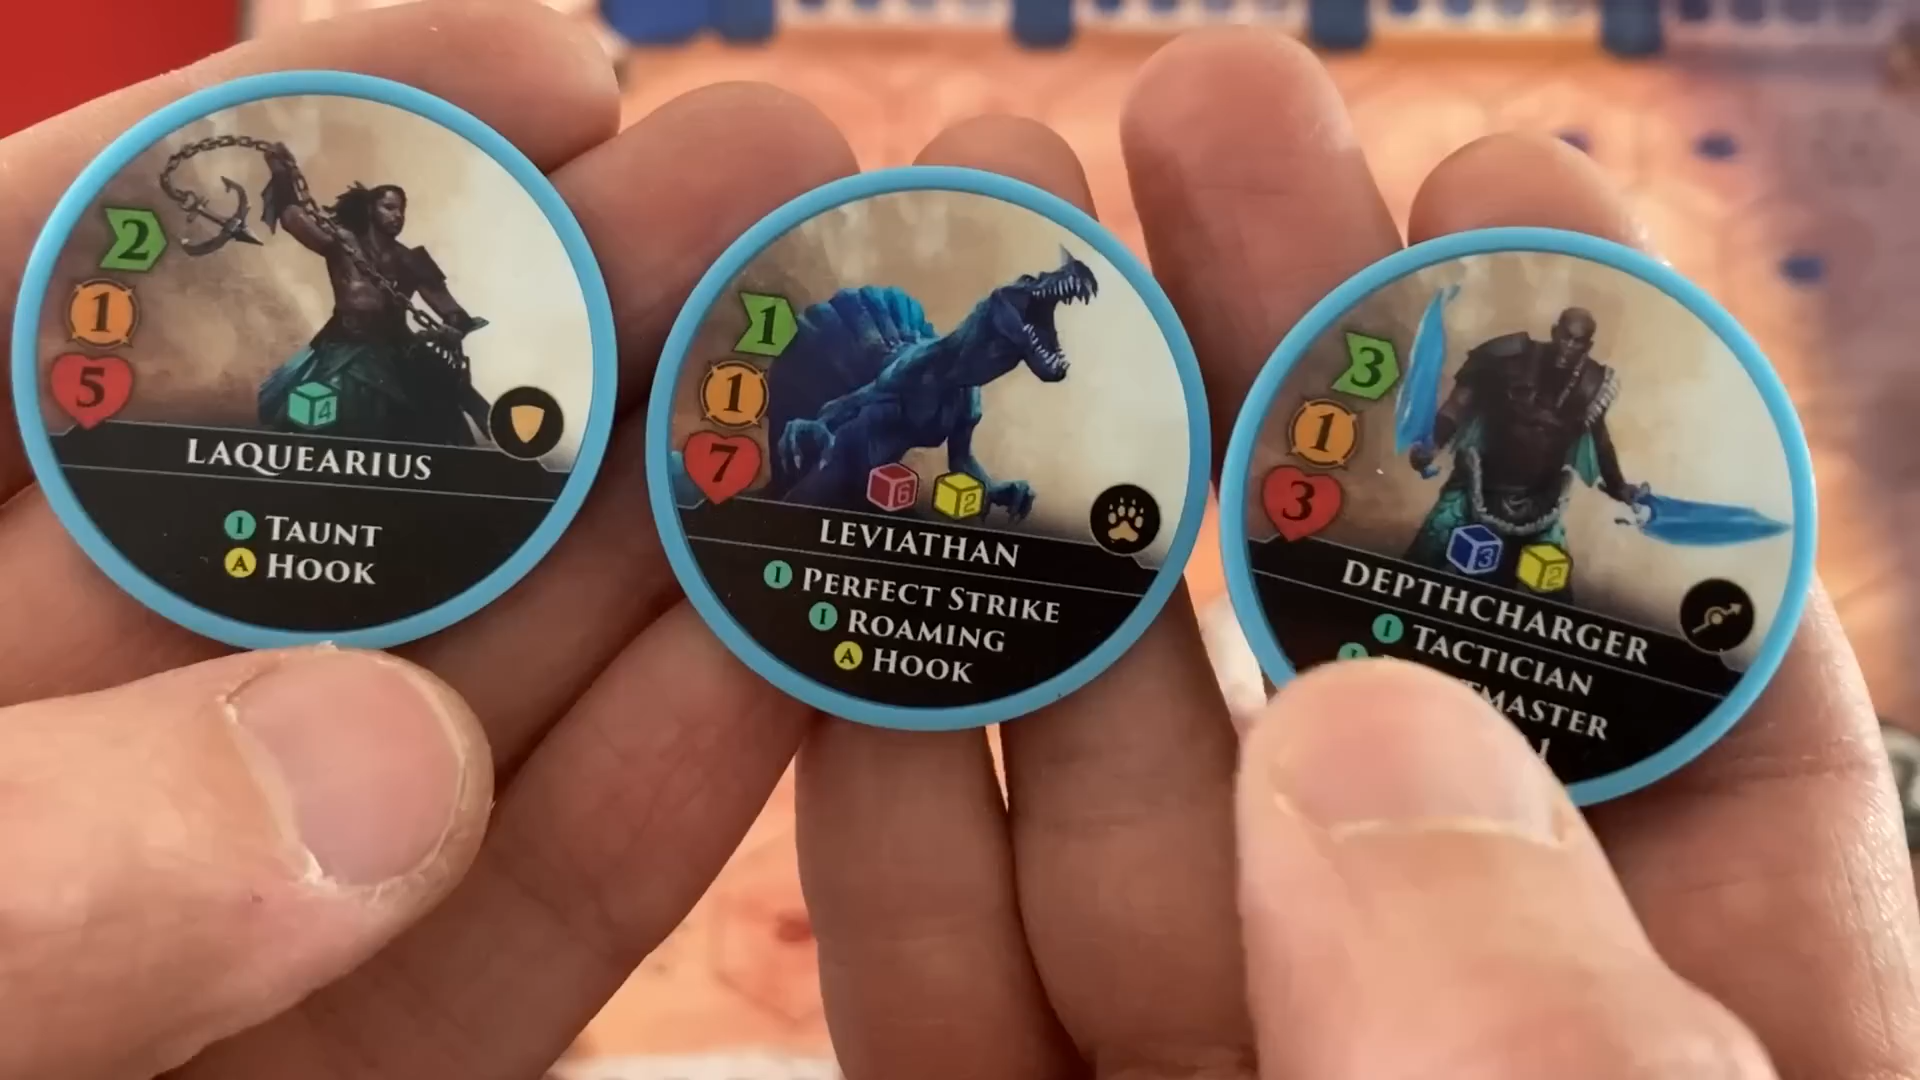 2
1
5
4
LAQUEARIUS
I TAUNT
A HOOK
1
1
7
6 2
LEVIATHAN
I PERFECT STRIKE
I ROAMING
A HOOK
3
1
3
3 2
DEPTHCHARGER
I TACTICIAN